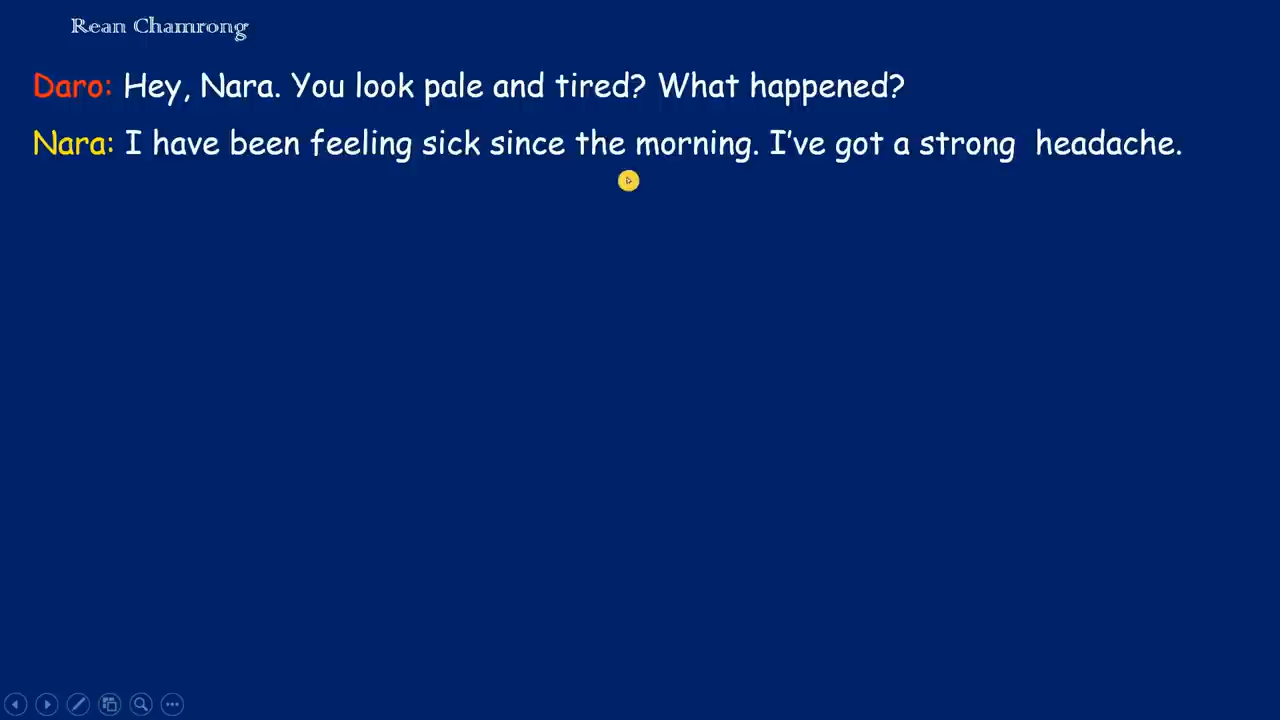 Rean Chamrong
Daro: Hey, Nara. You look pale and tired? What happened?
Nara: I have been feeling sick since the morning. I've got a strong  headache.